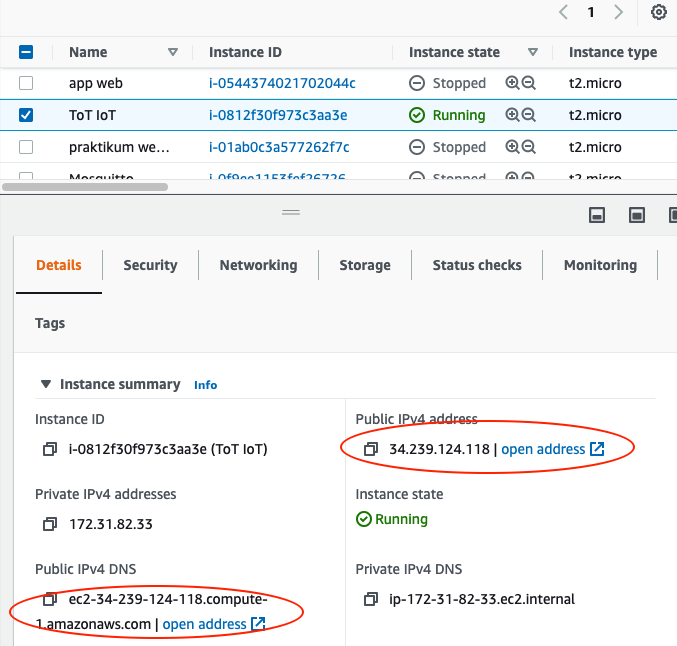 1
Name Instance ID Instance state Instance type
app web i-0544374021702044c Stopped t2.micro
ToT IoT i-0812f30f973c3aa3e Running t2.micro
praktikum we... i-01ab0c3a577262f7c Stopped t2.micro
Mosquitto i-0f9ee1153fef26726 Stopped t2.micro
Details Security Networking Storage Status checks Monitoring
Tags
Instance summary Info
Instance ID
i-0812f30f973c3aa3e (ToT IoT)
Public IPv4 address
34.239.124.118 | open address
Private IPv4 addresses
172.31.82.33
Instance state
Running
Public IPv4 DNS
ec2-34-239-124-118.compute-
1.amazonaws.com | open address
Private IPv4 DNS
ip-172-31-82-33.ec2.internal